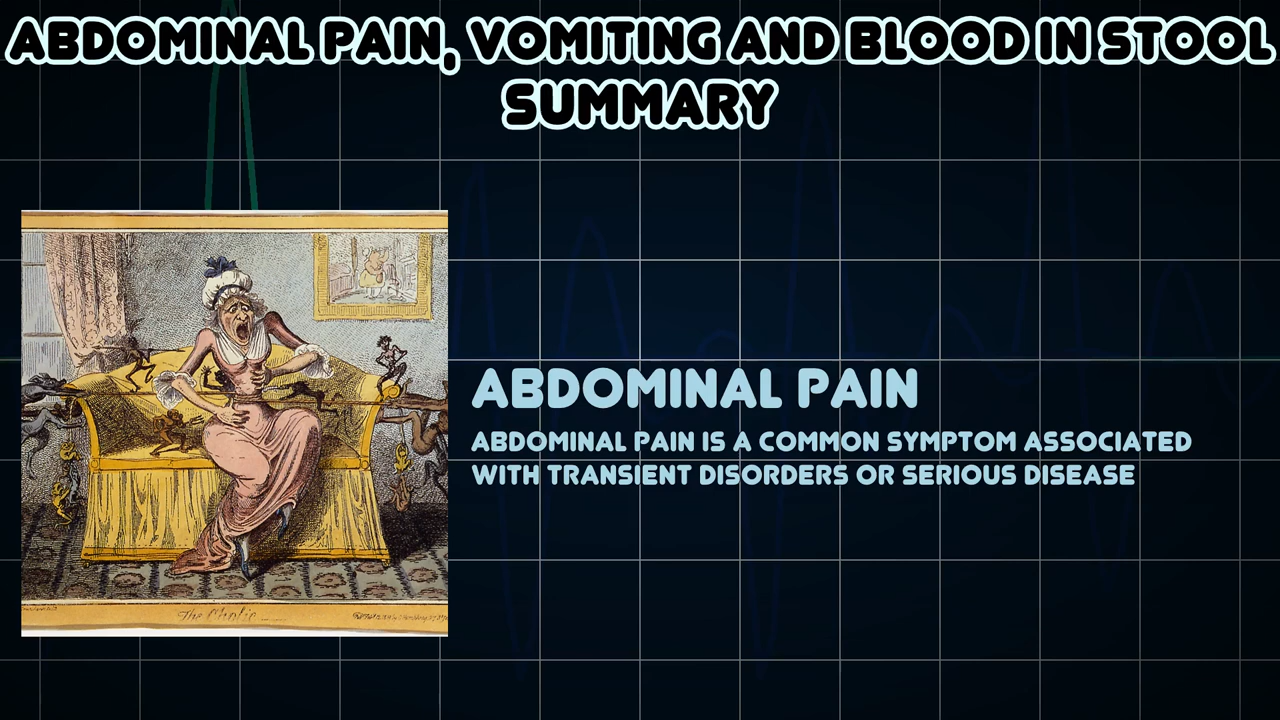 ABDOMINAL PAIN, VOMITING AND BLOOD IN STOOL
SUMMARY
ABDOMINAL PAIN
ABDOMINAL PAIN IS A COMMON SYMPTOM ASSOCIATED
WITH TRANSIENT DISORDERS OR SERIOUS DISEASE
The Cholic